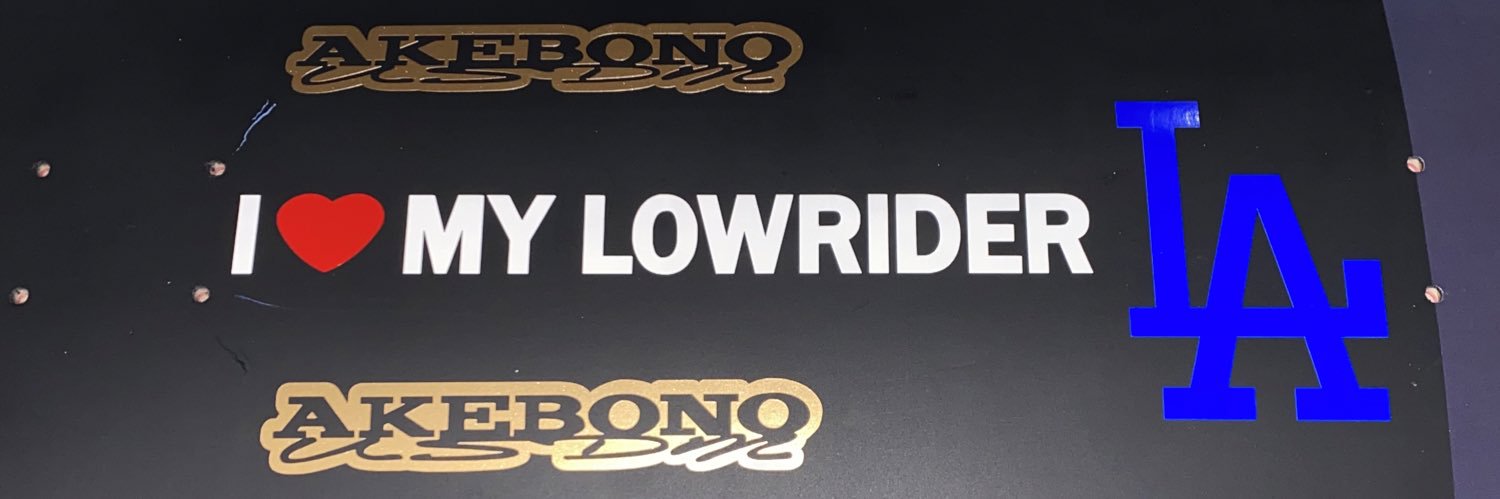 AKEBONO
I ❤ MY LOWRIDER
LA
AKEBONO